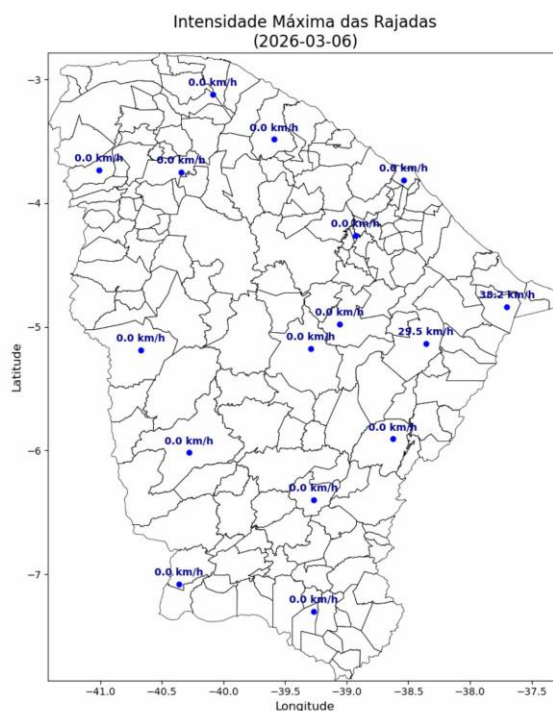 Intensidade Máxima das Rajadas
(2026-03-06)
−3
0.0 km/h
0.0 km/h
0.0 km/h
0.0 km/h
0.0 km/h
−4
0.0 km/h
38.2 km/h
0.0 km/h
−5
0.0 km/h
0.0 km/h
29.5 km/h
Latitude
−6
0.0 km/h
0.0 km/h
0.0 km/h
−7
0.0 km/h
0.0 km/h
−41.0
−40.5
−40.0
−39.5
−39.0
−38.5
−38.0
−37.5
Longitude